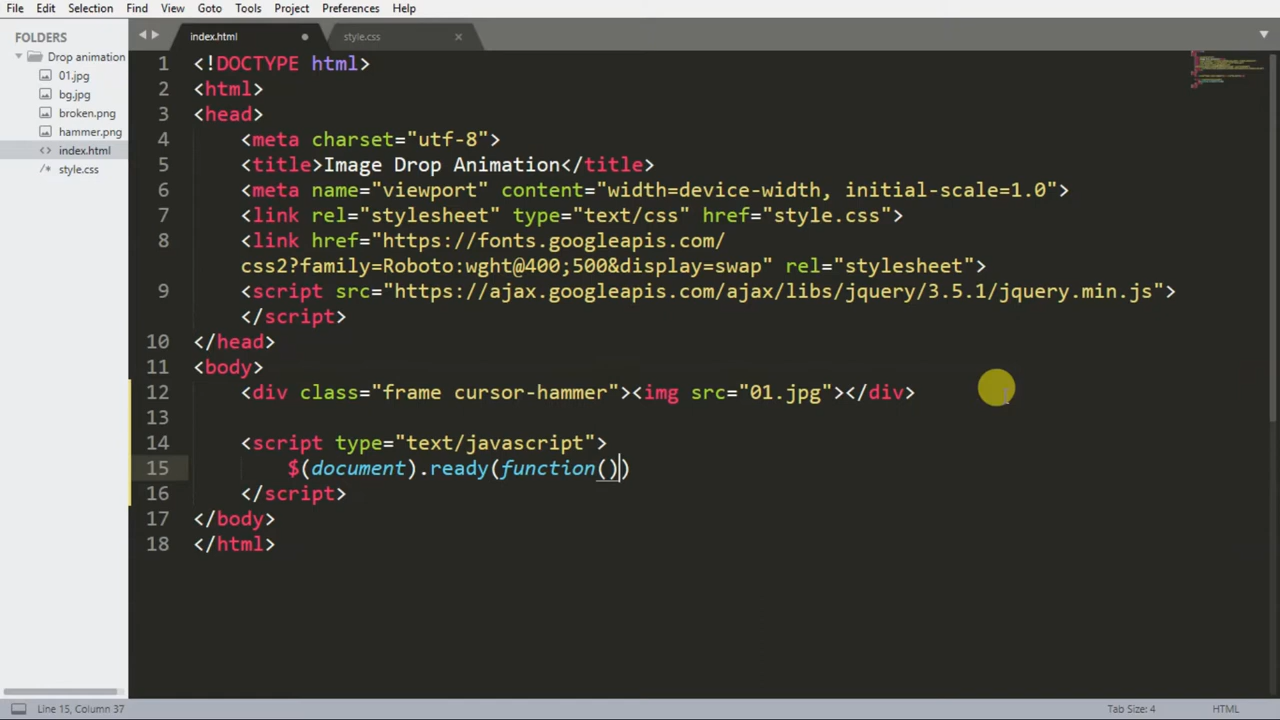 File Edit Selection Find View Goto Tools Project Preferences Help
FOLDERS
Drop animation
01.jpg
bg.jpg
broken.png
hammer.png
index.html
style.css
index.html
style.css
1 <!DOCTYPE html>
2 <html>
3 <head>
4 <meta charset="utf-8">
5 <title>Image Drop Animation</title>
6 <meta name="viewport" content="width=device-width, initial-scale=1.0">
7 <link rel="stylesheet" type="text/css" href="style.css">
8 <link href="https://fonts.googleapis.com/
css2?family=Roboto:wght@400;500&display=swap" rel="stylesheet">
9 <script src="https://ajax.googleapis.com/ajax/libs/jquery/3.5.1/jquery.min.js">
</script>
10 </head>
11 <body>
12 <div class="frame cursor-hammer"><img src="01.jpg"></div>
13
14 <script type="text/javascript">
15 $(document).ready(function())
16 </script>
17 </body>
18 </html>
Line 15, Column 37
Tab Size: 4
HTML